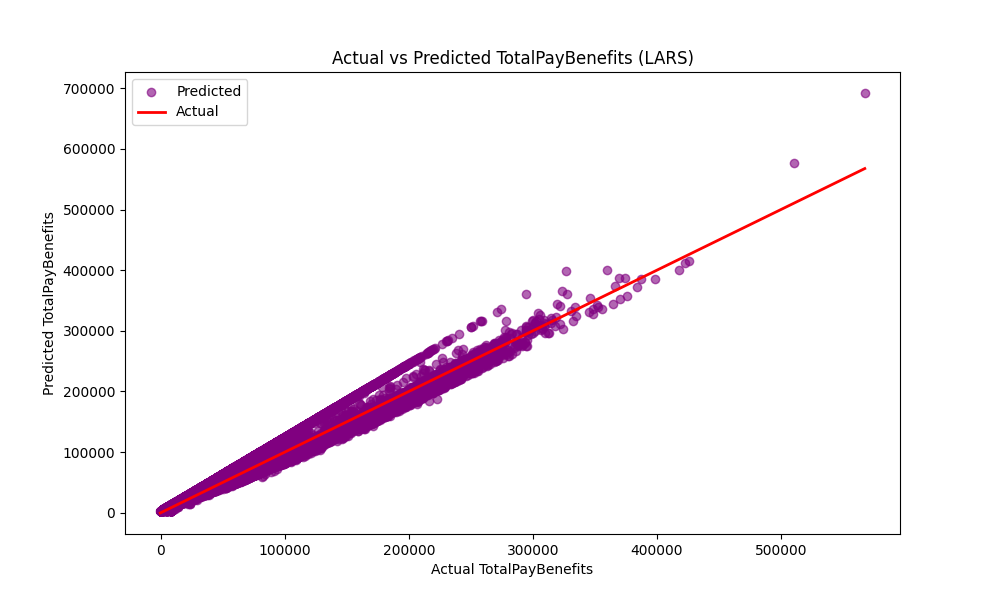 Actual vs Predicted TotalPayBenefits (LARS)
Predicted
Actual
700000
600000
500000
400000
300000
200000
100000
0
Predicted TotalPayBenefits
0 100000 200000 300000 400000 500000
Actual TotalPayBenefits